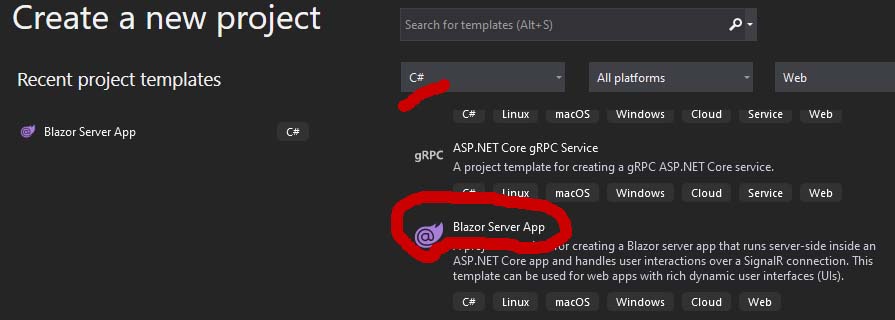 Create a new project
Search for templates (Alt+S)
Recent project templates
C#
All platforms
Web
Blazor Server App
C#
C# Linux macOS Windows Cloud Service Web
gRPC
ASP.NET Core gRPC Service
A project template for creating a gRPC ASP.NET Core service.
C# Linux macOS Windows Cloud Service Web
Blazor Server App
for creating a Blazor server app that runs server-side inside an
ASP.NET Core app and handles user interactions over a SignalR connection. This
template can be used for web apps with rich dynamic user interfaces (UIs).
C# Linux macOS Windows Cloud Web